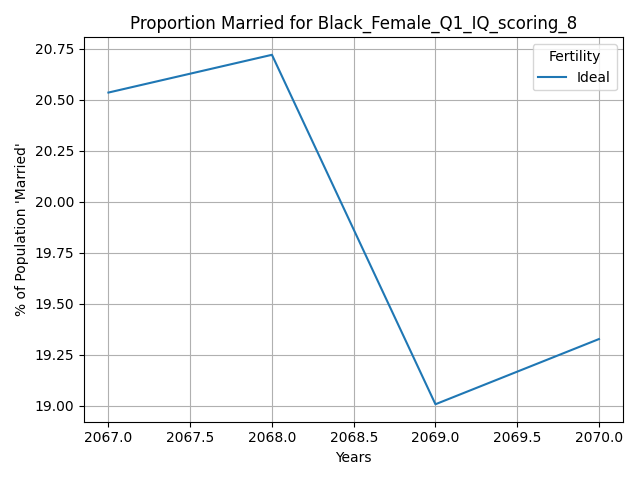 Proportion Married for Black_Female_Q1_IQ_scoring_8
Fertility
Ideal
% of Population 'Married'
20.75
20.50
20.25
20.00
19.75
19.50
19.25
19.00
2067.0 2067.5 2068.0 2068.5 2069.0 2069.5 2070.0
Years